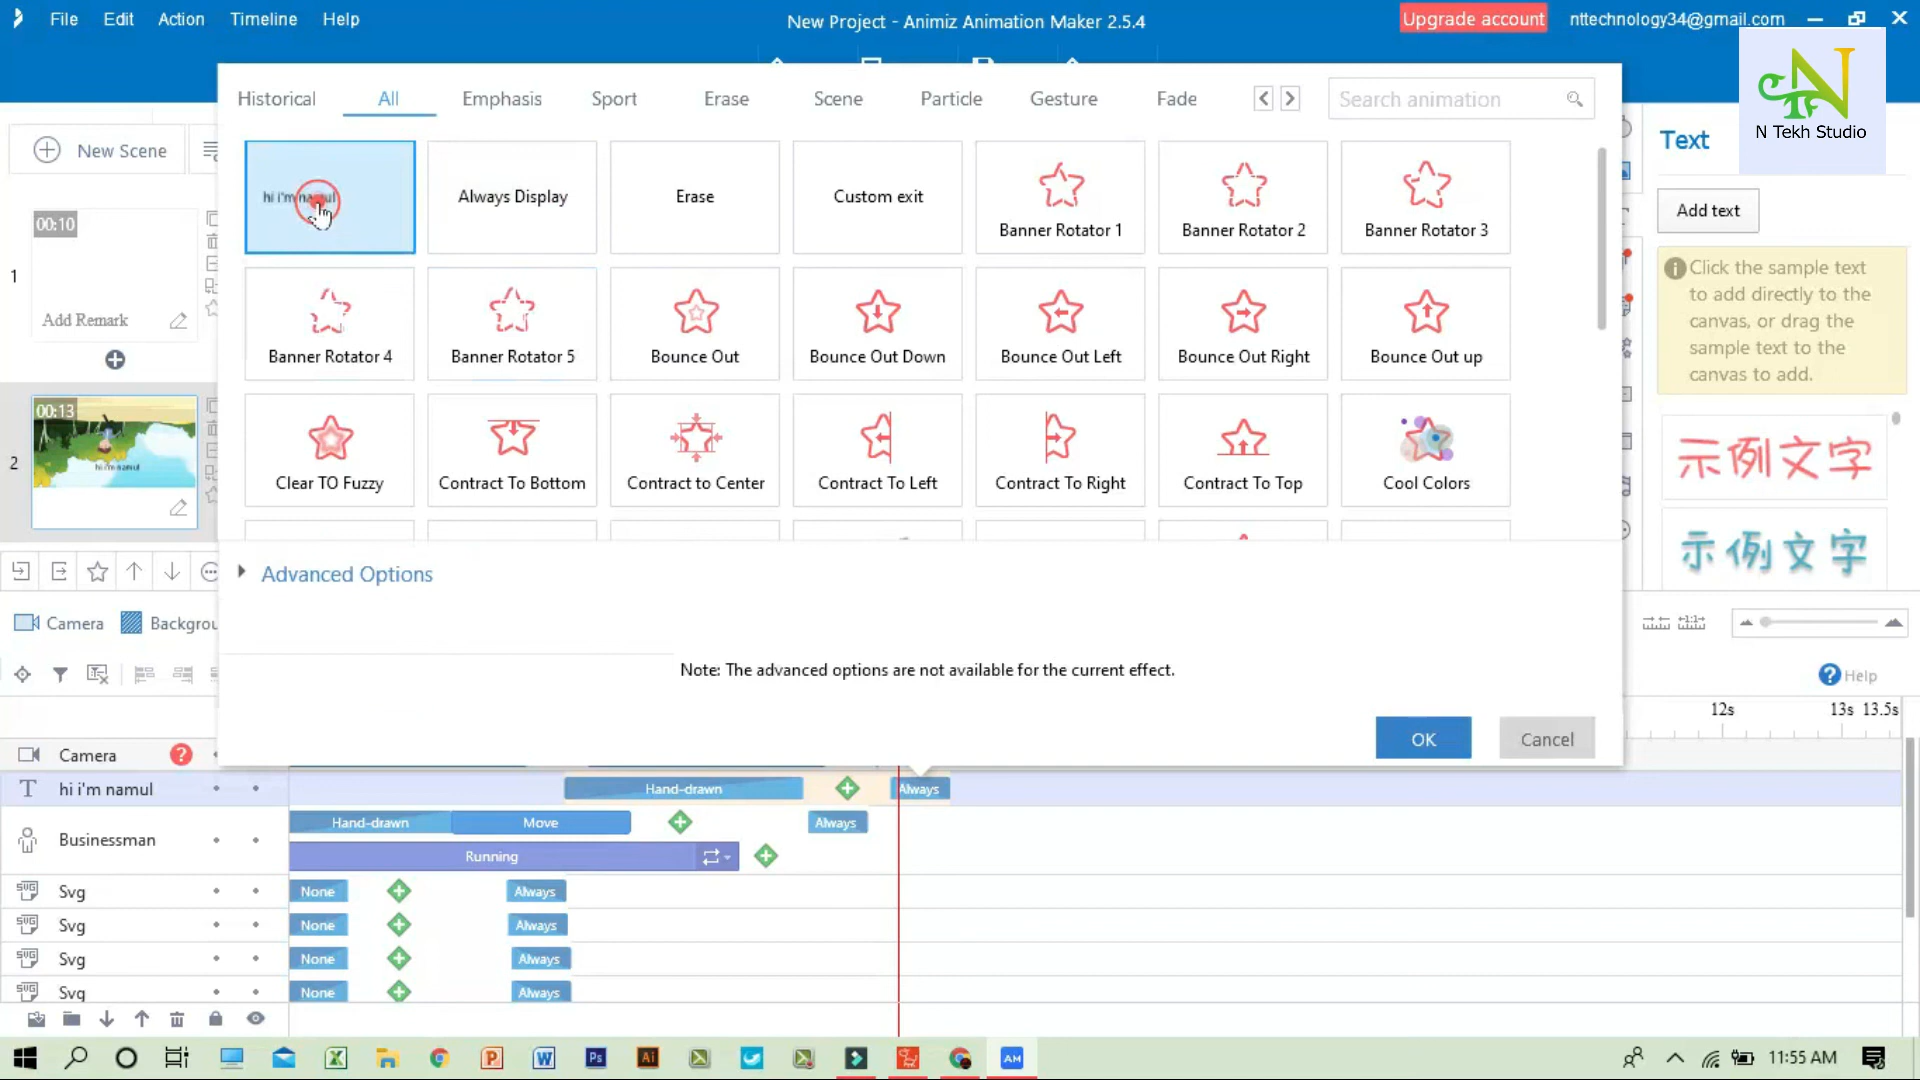 File Edit Action Timeline Help
New Project - Animiz Animation Maker 2.5.4
Upgrade account nttechnology34@gmail.com
N Tekh Studio
Historical All Emphasis Sport Erase Scene Particle Gesture Fade
Search animation
New Scene
Text
Add text
hi i'm namul
Always Display
Erase
Custom exit
Banner Rotator 1
Banner Rotator 2
Banner Rotator 3
00:10
1
Add Remark
Click the sample text
to add directly to the
canvas, or drag the
sample text to the
canvas to add.
Banner Rotator 4
Banner Rotator 5
Bounce Out
Bounce Out Down
Bounce Out Left
Bounce Out Right
Bounce Out up
00:13
2
hi i'm namul
示例文字
Clear TO Fuzzy
Contract To Bottom
Contract to Center
Contract To Left
Contract To Right
Contract To Top
Cool Colors
示例文字
Advanced Options
Camera Backgrou
Note: The advanced options are not available for the current effect.
Help
OK Cancel
12s 13s 13.5s
Camera ?
hi i'm namul Hand-drawn Always
Hand-drawn Move Always
Businessman
Running
Svg None Always
Svg None Always
Svg None Always
Svg None Always
11:55 AM